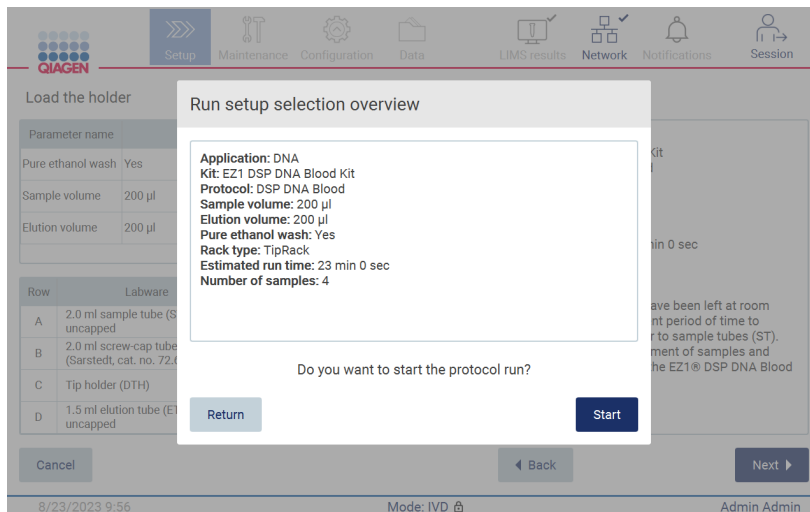 QIAGEN
Setup
Maintenance
Configuration
Data
LIMS results
Network
Notifications
Session
Load the holder
Parameter name
Pure ethanol wash Yes
Sample volume 200 µl
Elution volume 200 µl
Row Labware
A 2.0 ml sample tube (S
uncapped
B 2.0 ml screw-cap tube
(Sarstedt, cat. no. 72.6
C Tip holder (DTH)
D 1.5 ml elution tube (ET
uncapped
Run setup selection overview
Application: DNA
Kit: EZ1 DSP DNA Blood Kit
Protocol: DSP DNA Blood
Sample volume: 200 µl
Elution volume: 200 µl
Pure ethanol wash: Yes
Rack type: TipRack
Estimated run time: 23 min 0 sec
Number of samples: 4
Do you want to start the protocol run?
Return
Start
Kit
in 0 sec
ave been left at room
nt period of time to
r to sample tubes (ST).
ment of samples and
he EZ1® DSP DNA Blood
Cancel
Back
Next
8/23/2023 9:56
Mode: IVD
Admin Admin